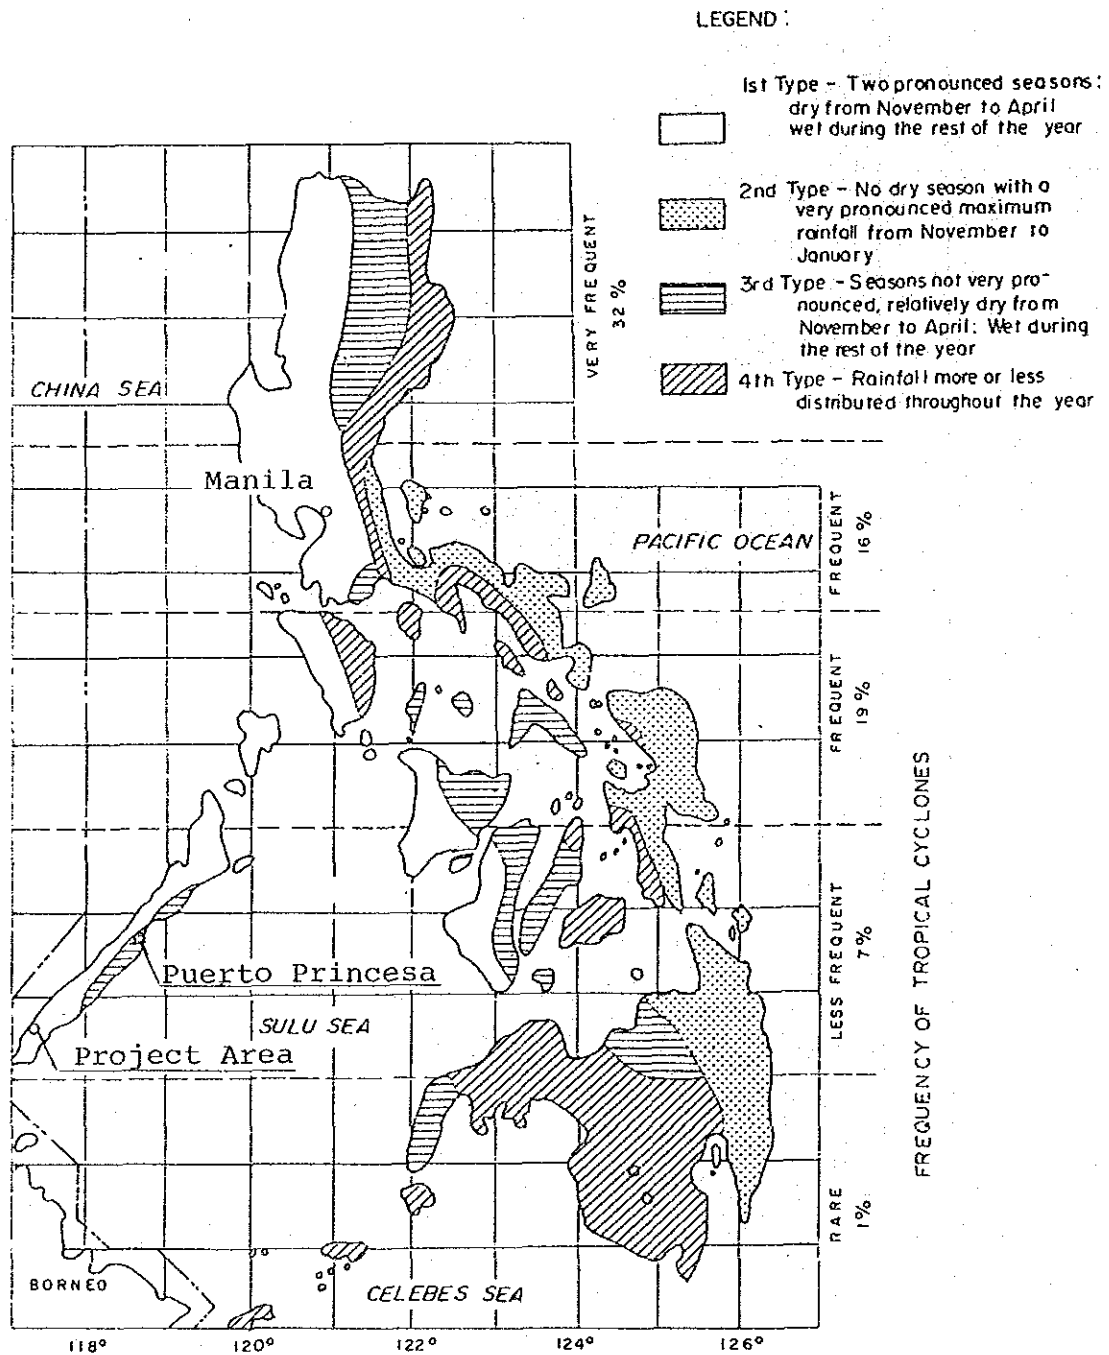 LEGEND :
1st Type - Two pronounced seasons :
dry from November to April
wet during the rest of the year
2nd Type - No dry season with a
very pronounced maximum
rainfall from November to
January
3rd Type - Seasons not very pro-
nounced, relatively dry from
November to April: Wet during
the rest of the year
4th Type - Rainfall more or less
distributed throughout the year
VERY FREQUENT
32 %
CHINA SEA
Manila
PACIFIC OCEAN
FREQUENT
16 %
FREQUENT
19 %
LESS FREQUENT
7 %
RARE
1%
FREQUENCY OF TROPICAL CYCLONES
Puerto Princesa
SULU SEA
Project Area
BORNEO
CELEBES SEA
118° 120° 122° 124° 126°